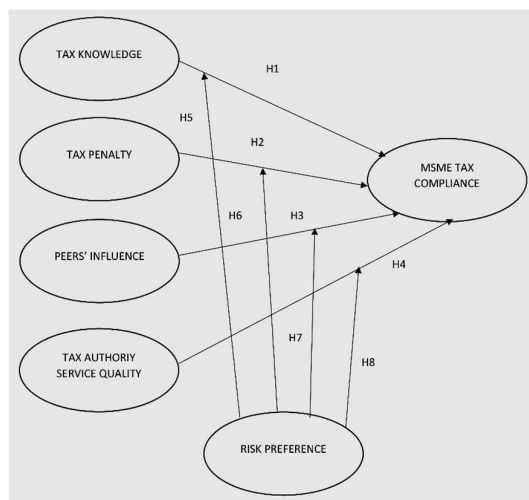 TAX KNOWLEDGE
H1
H5
H2
TAX PENALTY
MSME TAX
COMPLIANCE
H6
H3
PEERS' INFLUENCE
H4
H7
H8
TAX AUTHORIY
SERVICE QUALITY
RISK PREFERENCE